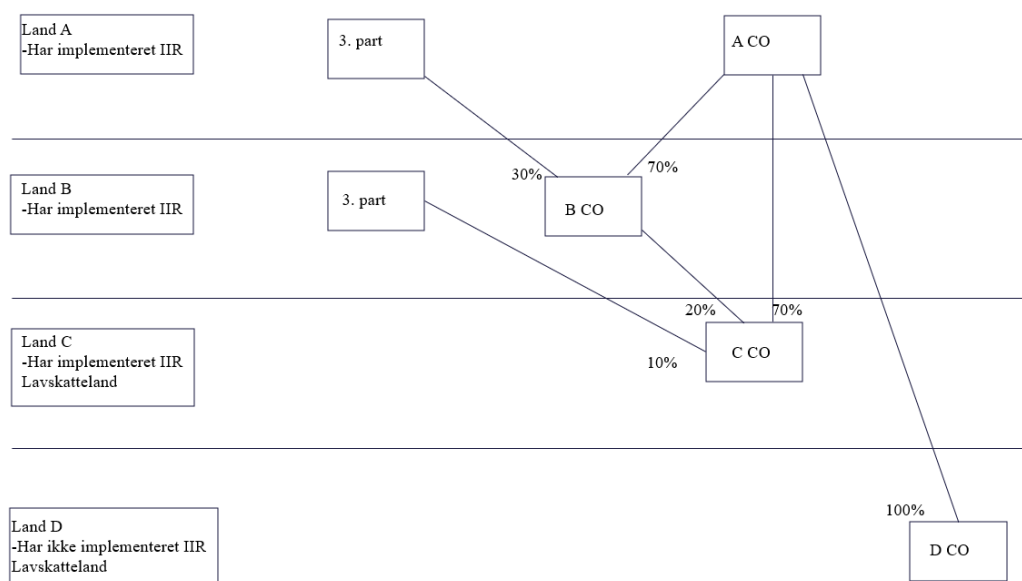 Land A
-Har implementeret IIR
3. part
A CO
30%
70%
Land B
-Har implementeret IIR
3. part
B CO
20%
70%
Land C
-Har implementeret IIR
Lavskatteland
10%
C CO
100%
Land D
-Har ikke implementeret IIR
Lavskatteland
D CO